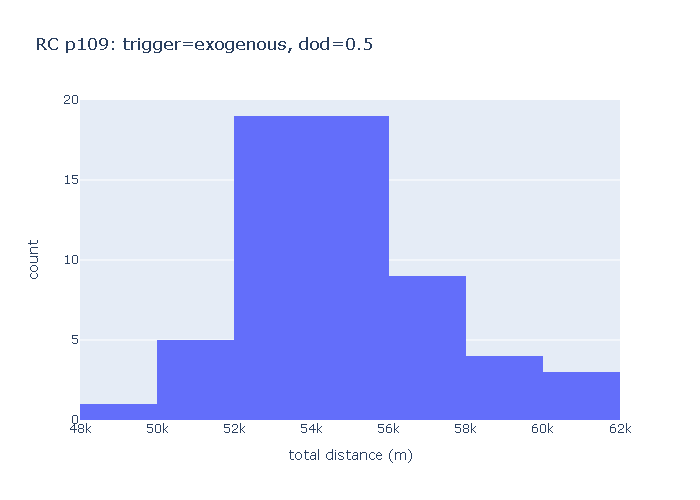 RC p109: trigger=exogenous, dod=0.5
20
15
10
5
0
count
48k 50k 52k 54k 56k 58k 60k 62k
total distance (m)